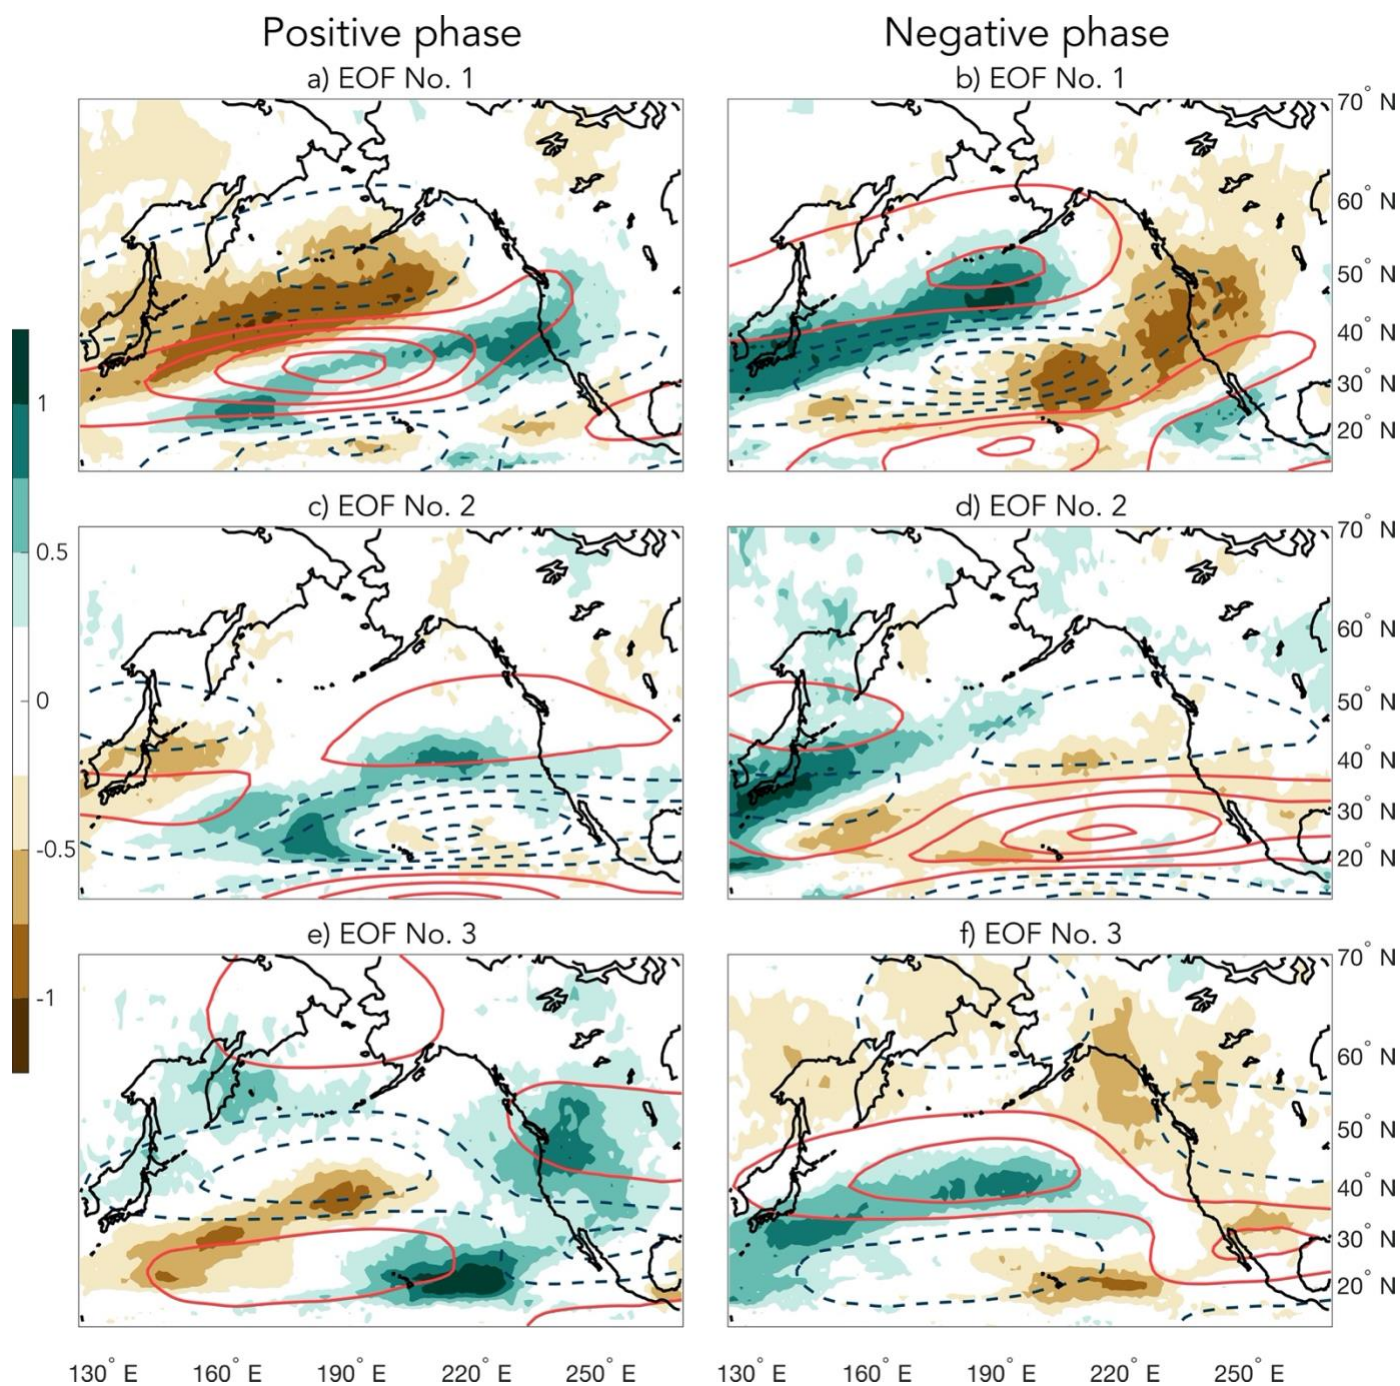 Positive phase Negative phase
a) EOF No. 1 b) EOF No. 1
70° N
60° N
50° N
40° N
30° N
20° N
c) EOF No. 2 d) EOF No. 2
70° N
60° N
50° N
40° N
30° N
20° N
1
0.5
0
-0.5
-1
e) EOF No. 3 f) EOF No. 3
70° N
60° N
50° N
40° N
30° N
20° N
130° E 160° E 190° E 220° E 250° E 130° E 160° E 190° E 220° E 250° E